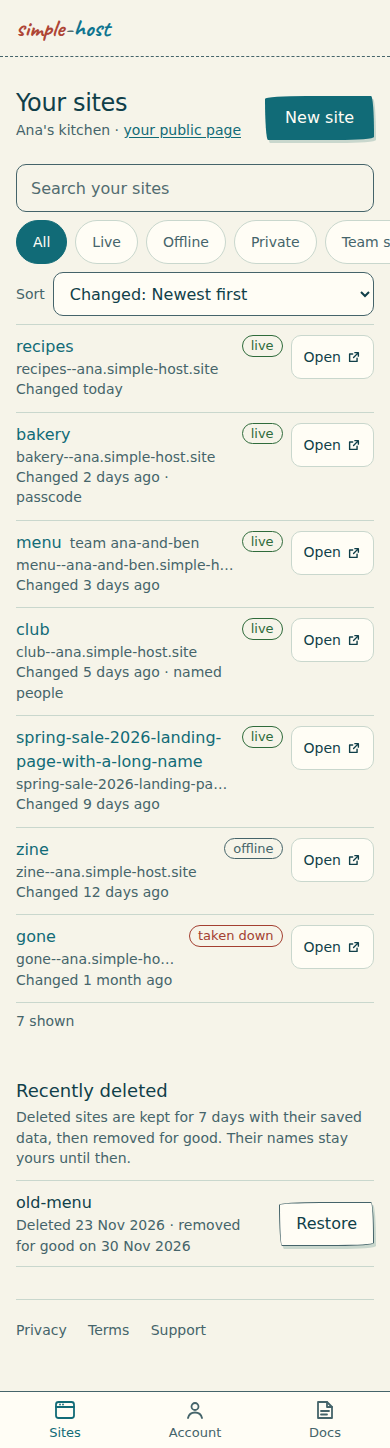 simple-host
Your sites
Ana's kitchen · your public page
New site
Search your sites
All
Live
Offline
Private
Team s
Sort
Changed: Newest first
recipes
live
Open
recipes--ana.simple-host.site
Changed today
bakery
live
Open
bakery--ana.simple-host.site
Changed 2 days ago ·
passcode
menu team ana-and-ben
live
Open
menu--ana-and-ben.simple-h…
Changed 3 days ago
club
live
Open
club--ana.simple-host.site
Changed 5 days ago · named
people
spring-sale-2026-landing-
page-with-a-long-name
live
Open
spring-sale-2026-landing-pa…
Changed 9 days ago
zine
offline
Open
zine--ana.simple-host.site
Changed 12 days ago
gone
taken down
Open
gone--ana.simple-ho…
Changed 1 month ago
7 shown
Recently deleted
Deleted sites are kept for 7 days with their saved
data, then removed for good. Their names stay
yours until then.
old-menu
Deleted 23 Nov 2026 · removed
for good on 30 Nov 2026
Restore
Privacy
Terms
Support
Sites
Account
Docs